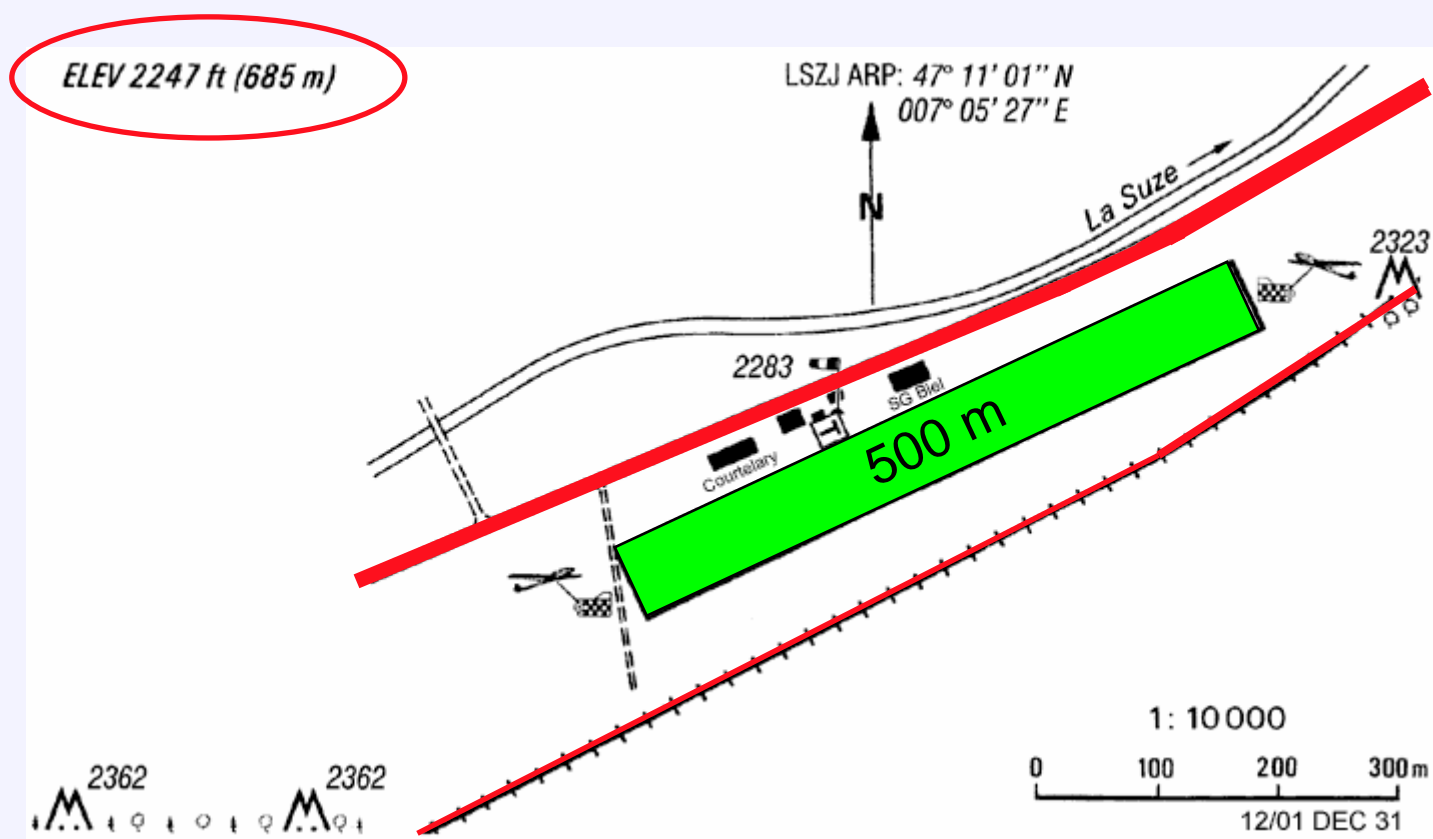 ELEV 2247 ft (685 m)
LSZJ ARP: 47° 11' 01'' N
007° 05' 27'' E
N
La Suze
2323
2283
SG Biel
T
Courtelary
500 m
1: 10 000
2362
2362
0 100 200 300 m
12/01 DEC 31